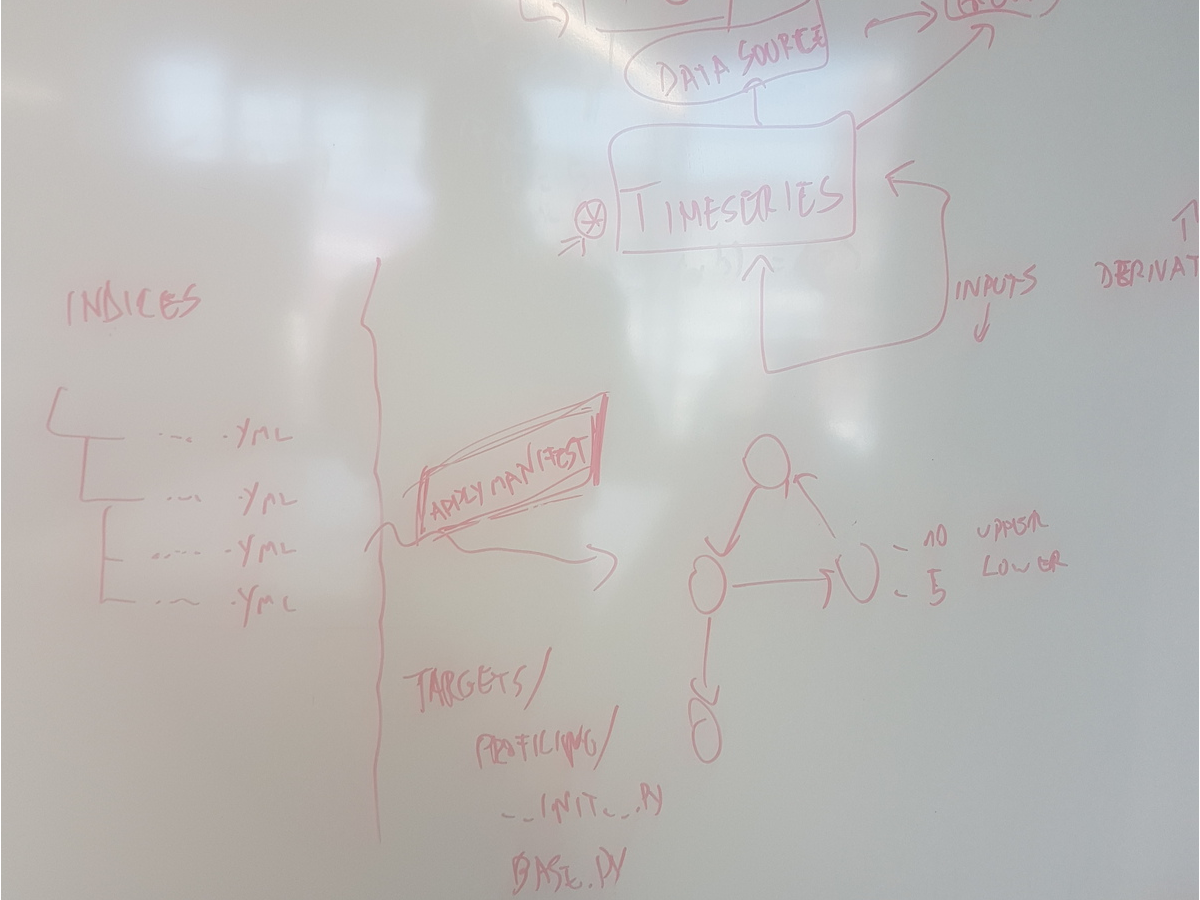 DATA SOURCE
TIMESERIES
INPUTS
DERIVAT
INDICES
.YML
.YML
.YML
.YML
APPLY MANIFEST
10 UPPER
5 LOWER
TARGETS/
PROFILING/
__INIT__.PY
BASE.PY